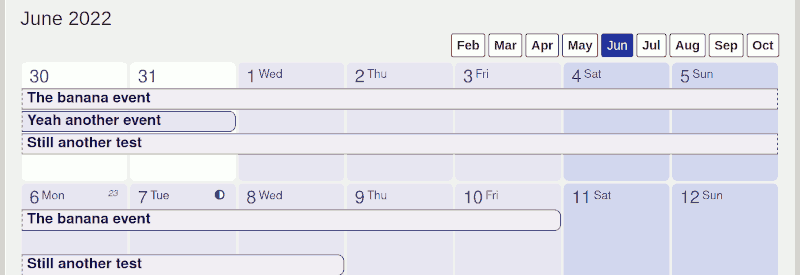 June 2022
Feb Mar Apr May Jun Jul Aug Sep Oct
30 31 1 Wed 2 Thu 3 Fri 4 Sat 5 Sun
The banana event
Yeah another event
Still another test
6 Mon 23 7 Tue 8 Wed 9 Thu 10 Fri 11 Sat 12 Sun
The banana event
Still another test